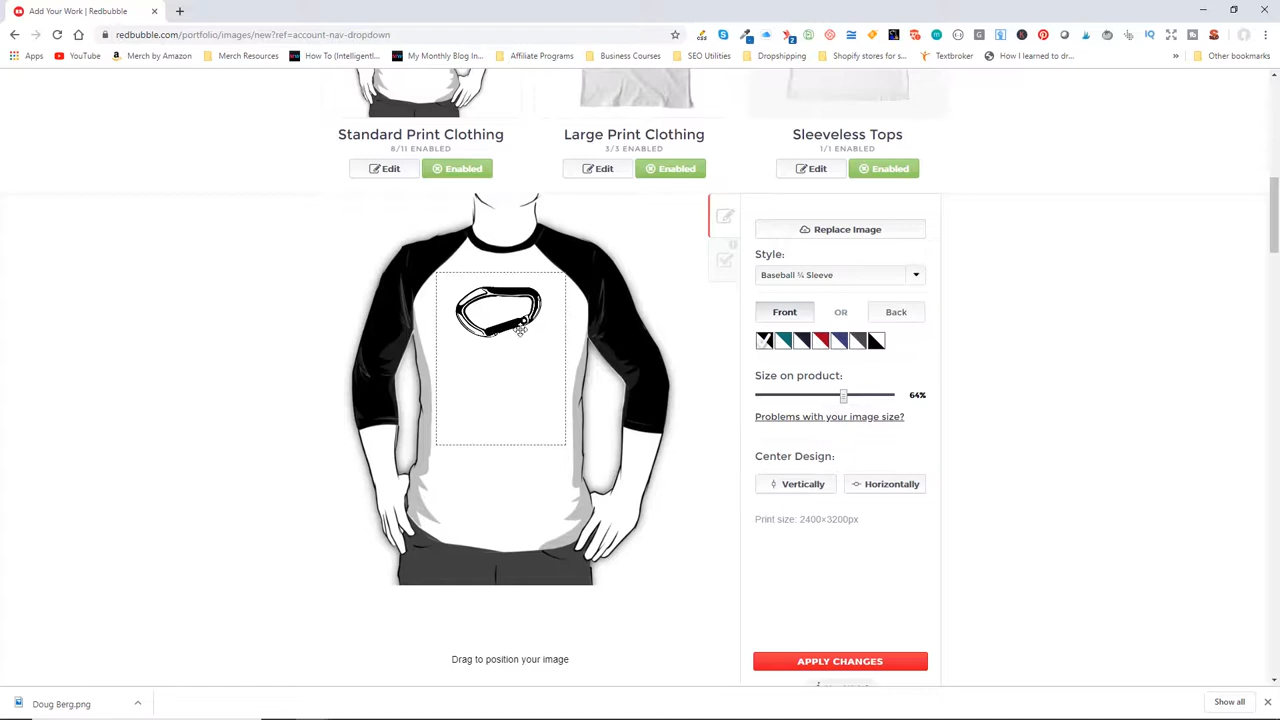 Add Your Work | Redbubble
redbubble.com/portfolio/images/new?ref=account-nav-dropdown
Apps YouTube Merch by Amazon How To (Intelligentl... My Monthly Blog In... Affiliate Programs Business Courses SEO Utilities Dropshipping Shopify stores for s... Textbroker How I learned to dr... » Other bookmarks
Standard Print Clothing Large Print Clothing Sleeveless Tops
6/11 ENABLED 3/3 ENABLED 1/1 ENABLED
Edit Enabled Edit Enabled Edit Enabled
Replace Image
Style:
Baseball ¾ Sleeve
Front OR Back
Size on product:
64%
Problems with your image size?
Center Design:
Vertically Horizontally
Print size: 2400×3200px
Drag to position your image
APPLY CHANGES
Doug Berg.png Show all